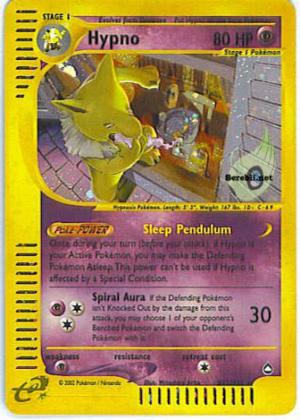 STAGE 1
Evolves from Drowzee
Hypno
80 HP
Stage 1 Pokémon
Serebii.net
Hypnosis Pokémon. Length: 5' 3", Weight: 167 lbs.
POKé-POWER Sleep Pendulum
Once during your turn (before your attack), if Hypno is
your Active Pokémon, you may make the Defending
Pokémon Asleep. This power can't be used if Hypno is
affected by a Special Condition.
Spiral Aura If the Defending Pokémon
isn't Knocked Out by the damage from this
attack, you may choose 1 of your opponent's
Benched Pokémon and switch the Defending
Pokémon with it.
30
weakness resistance retreat cost
© 2002 Pokémon / Nintendo
Illus.